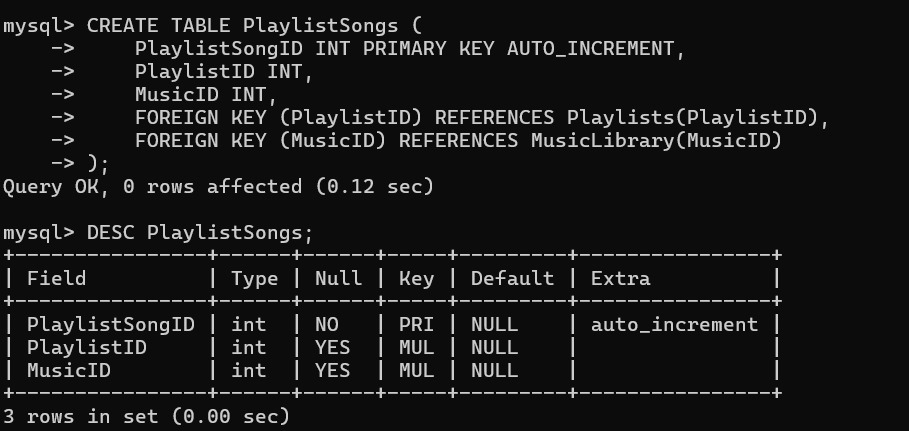 mysql> CREATE TABLE PlaylistSongs (
    ->     PlaylistSongID INT PRIMARY KEY AUTO_INCREMENT,
    ->     PlaylistID INT,
    ->     MusicID INT,
    ->     FOREIGN KEY (PlaylistID) REFERENCES Playlists(PlaylistID),
    ->     FOREIGN KEY (MusicID) REFERENCES MusicLibrary(MusicID)
    -> );
Query OK, 0 rows affected (0.12 sec)

mysql> DESC PlaylistSongs;
+----------------+------+------+-----+---------+----------------+
| Field          | Type | Null | Key | Default | Extra          |
+----------------+------+------+-----+---------+----------------+
| PlaylistSongID | int  | NO   | PRI | NULL    | auto_increment |
| PlaylistID     | int  | YES  | MUL | NULL    |                |
| MusicID        | int  | YES  | MUL | NULL    |                |
+----------------+------+------+-----+---------+----------------+
3 rows in set (0.00 sec)